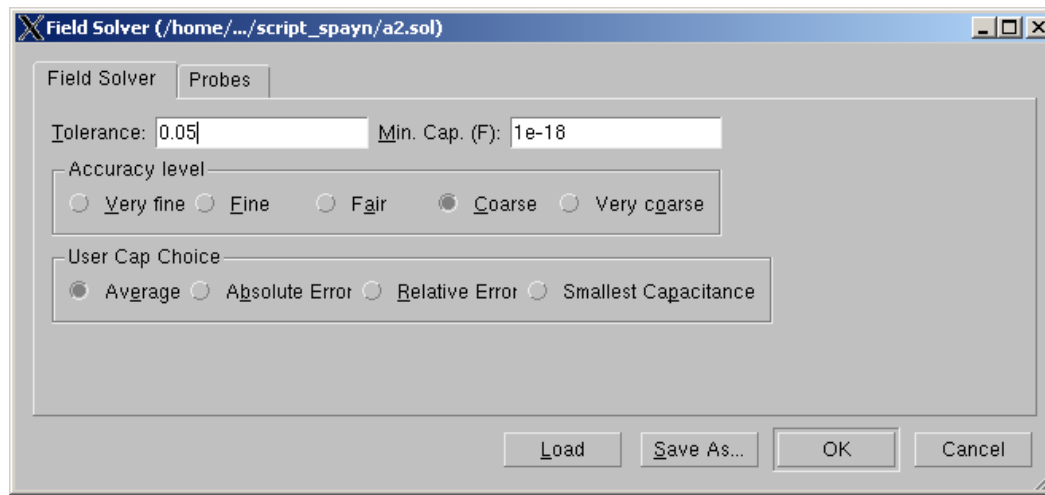 Field Solver (/home/.../script_spayn/a2.sol)
Field Solver Probes
Tolerance: 0.05 Min. Cap. (F): 1e-18
Accuracy level
Very fine Fine Fair Coarse Very coarse
User Cap Choice
Average Absolute Error Relative Error Smallest Capacitance
Load Save As... OK Cancel